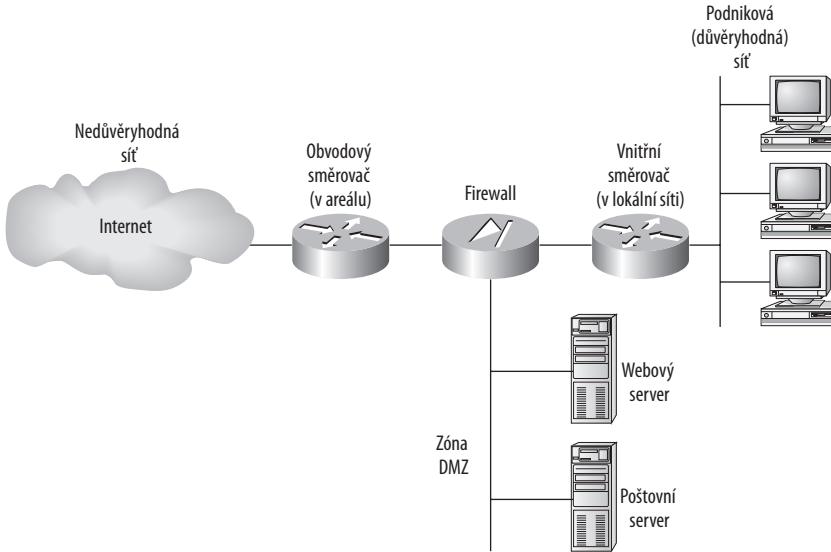 Podniková
(důvěryhodná)
síť
Nedůvěryhodná
síť
Internet
Obvodový
směrovač
(v areálu)
Firewall
Vnitřní
směrovač
(v lokální síti)
Webový
server
Zóna
DMZ
Poštovní
server